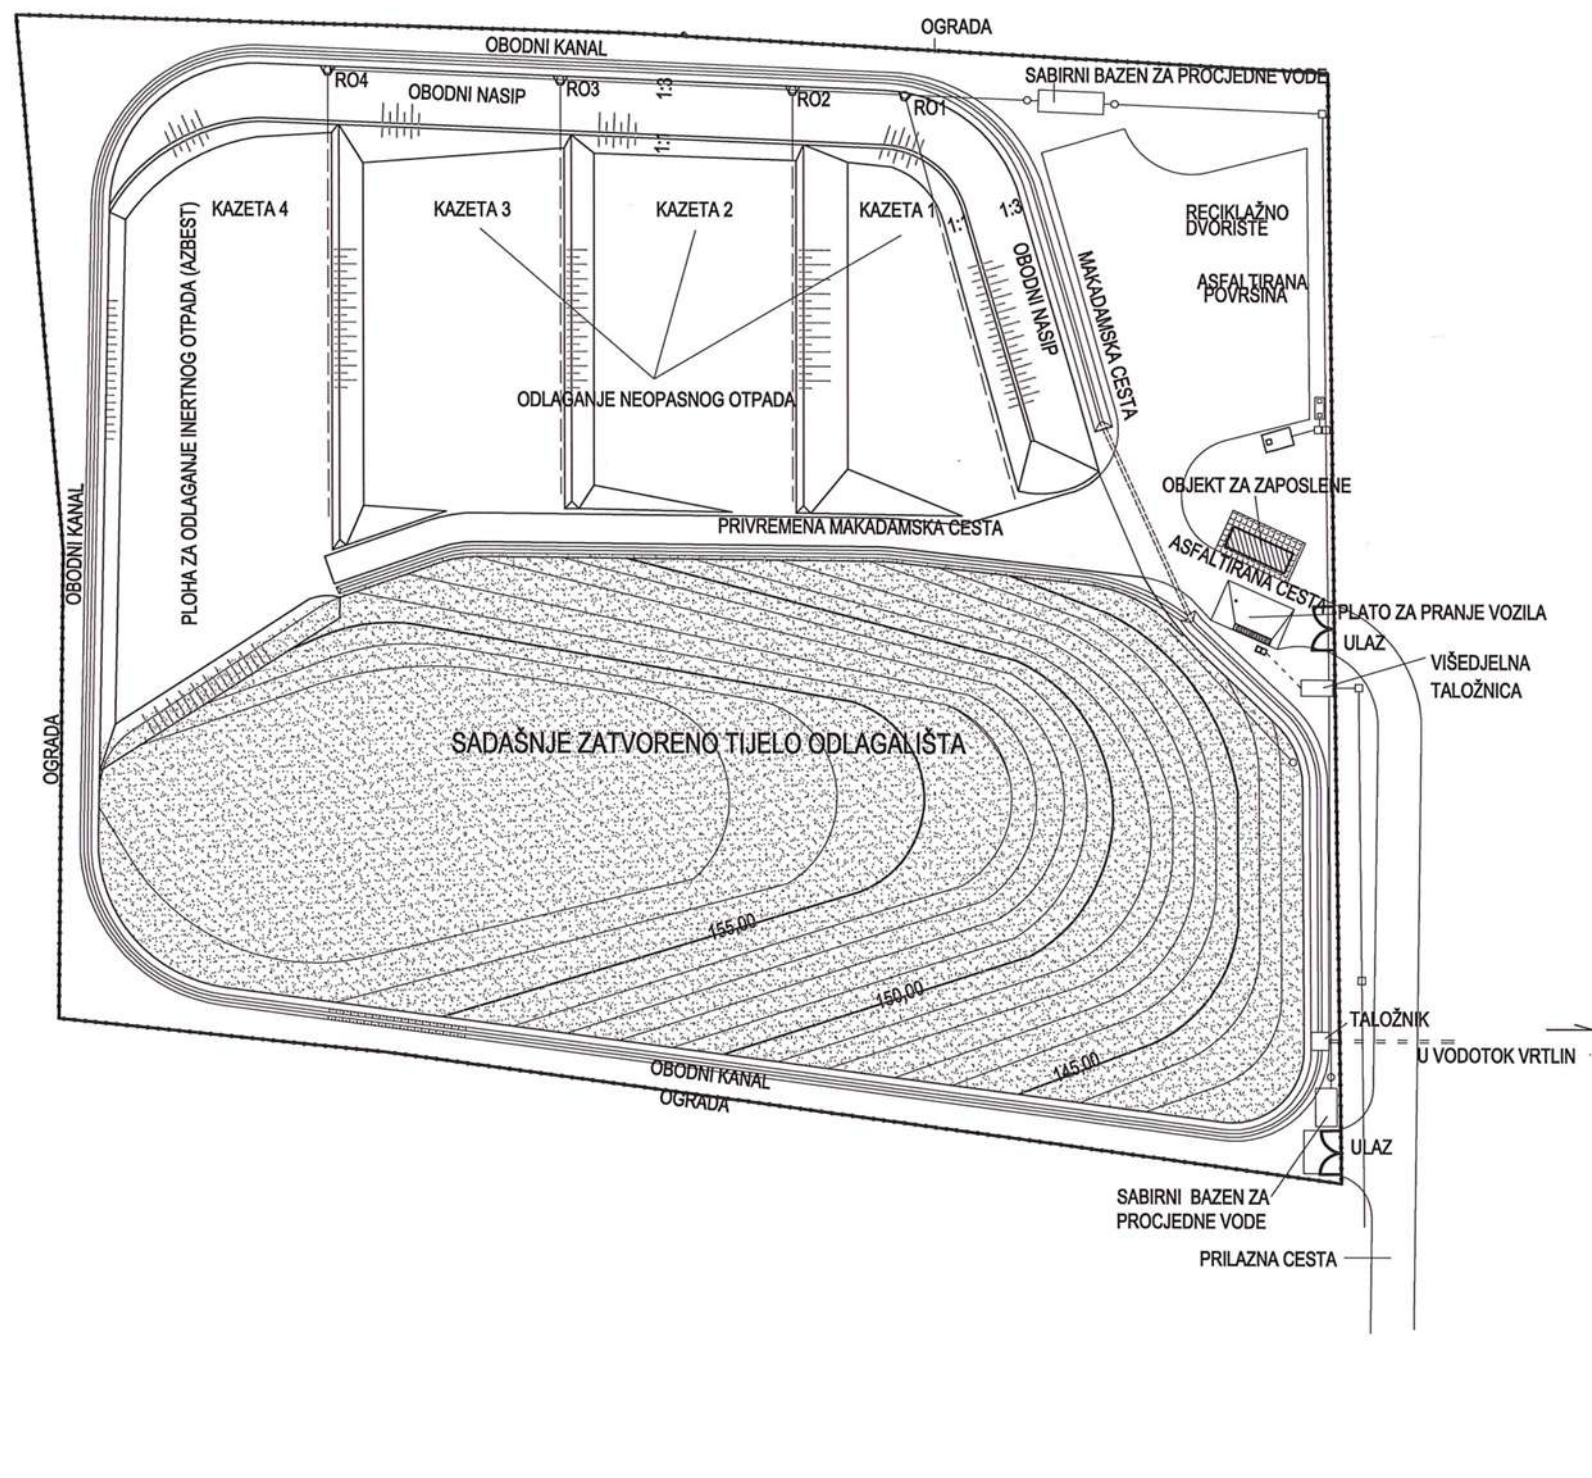 OGRADA
OBODNI KANAL
SABIRNI BAZEN ZA PROCJEDNE VODE
RO4
OBODNI NASIP
RO3
1:3
RO2
RO1
1:1
KAZETA 4
KAZETA 3
KAZETA 2
KAZETA 1
1:1
1:3
RECIKLAŽNO
DVORIŠTE
ASFALTIRANA
POVRŠINA
OBODNI NASIP
MAKADAMSKA CESTA
PLOHA ZA ODLAGANJE INERTNOG OTPADA (AZBEST)
ODLAGANJE NEOPASNOG OTPADA
OBJEKT ZA ZAPOSLENE
PRIVREMENA MAKADAMSKA CESTA
OBODNI KANAL
ASFALTIRANA CESTA
PLATO ZA PRANJE VOZILA
ULAZ
VIŠEDJELNA
TALOŽNICA
OGRADA
SADAŠNJE ZATVORENO TIJELO ODLAGALIŠTA
155,00
150,00
145,00
TALOŽNIK
U VODOTOK VRTLIN
OBODNI KANAL
OGRADA
ULAZ
SABIRNI BAZEN ZA
PROCJEDNE VODE
PRILAZNA CESTA